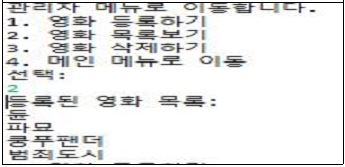 관리자 메뉴로 이동합니다.
1. 영화 등록하기
2. 영화 목록보기
3. 영화 삭제하기
4. 메인 메뉴로 이동
선택:
2
등록된 영화 목록:
듄
파묘
쿵푸팬더
범죄도시